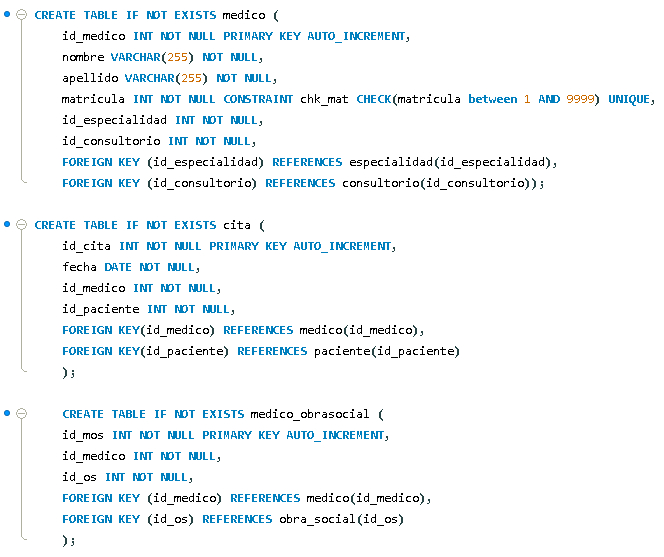 CREATE TABLE IF NOT EXISTS medico (
id_medico INT NOT NULL PRIMARY KEY AUTO_INCREMENT,
nombre VARCHAR(255) NOT NULL,
apellido VARCHAR(255) NOT NULL,
matricula INT NOT NULL CONSTRAINT chk_mat CHECK(matricula between 1 AND 9999) UNIQUE,
id_especialidad INT NOT NULL,
id_consultorio INT NOT NULL,
FOREIGN KEY (id_especialidad) REFERENCES especialidad(id_especialidad),
FOREIGN KEY (id_consultorio) REFERENCES consultorio(id_consultorio));
CREATE TABLE IF NOT EXISTS cita (
id_cita INT NOT NULL PRIMARY KEY AUTO_INCREMENT,
fecha DATE NOT NULL,
id_medico INT NOT NULL,
id_paciente INT NOT NULL,
FOREIGN KEY(id_medico) REFERENCES medico(id_medico),
FOREIGN KEY(id_paciente) REFERENCES paciente(id_paciente)
);
CREATE TABLE IF NOT EXISTS medico_obrasocial (
id_mos INT NOT NULL PRIMARY KEY AUTO_INCREMENT,
id_medico INT NOT NULL,
id_os INT NOT NULL,
FOREIGN KEY (id_medico) REFERENCES medico(id_medico),
FOREIGN KEY (id_os) REFERENCES obra_social(id_os)
);